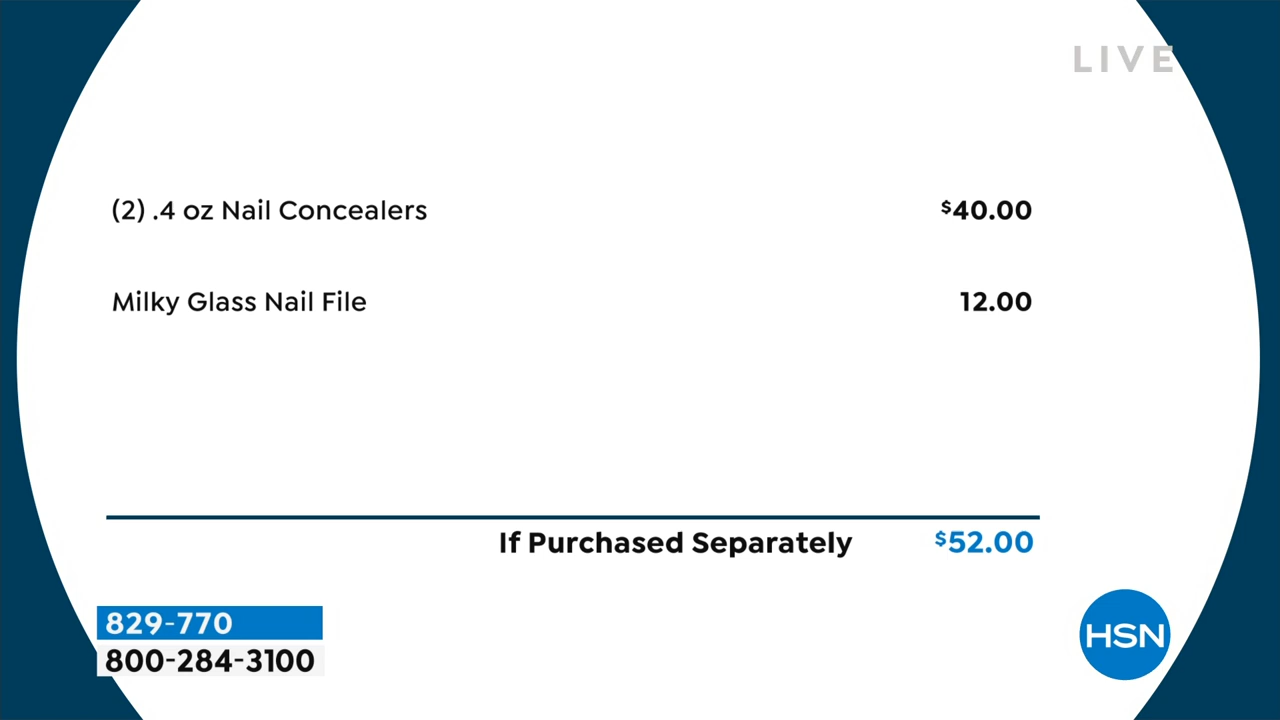 LIVE
(2) .4 oz Nail Concealers $40.00
Milky Glass Nail File 12.00
If Purchased Separately $52.00
829-770
800-284-3100
HSN